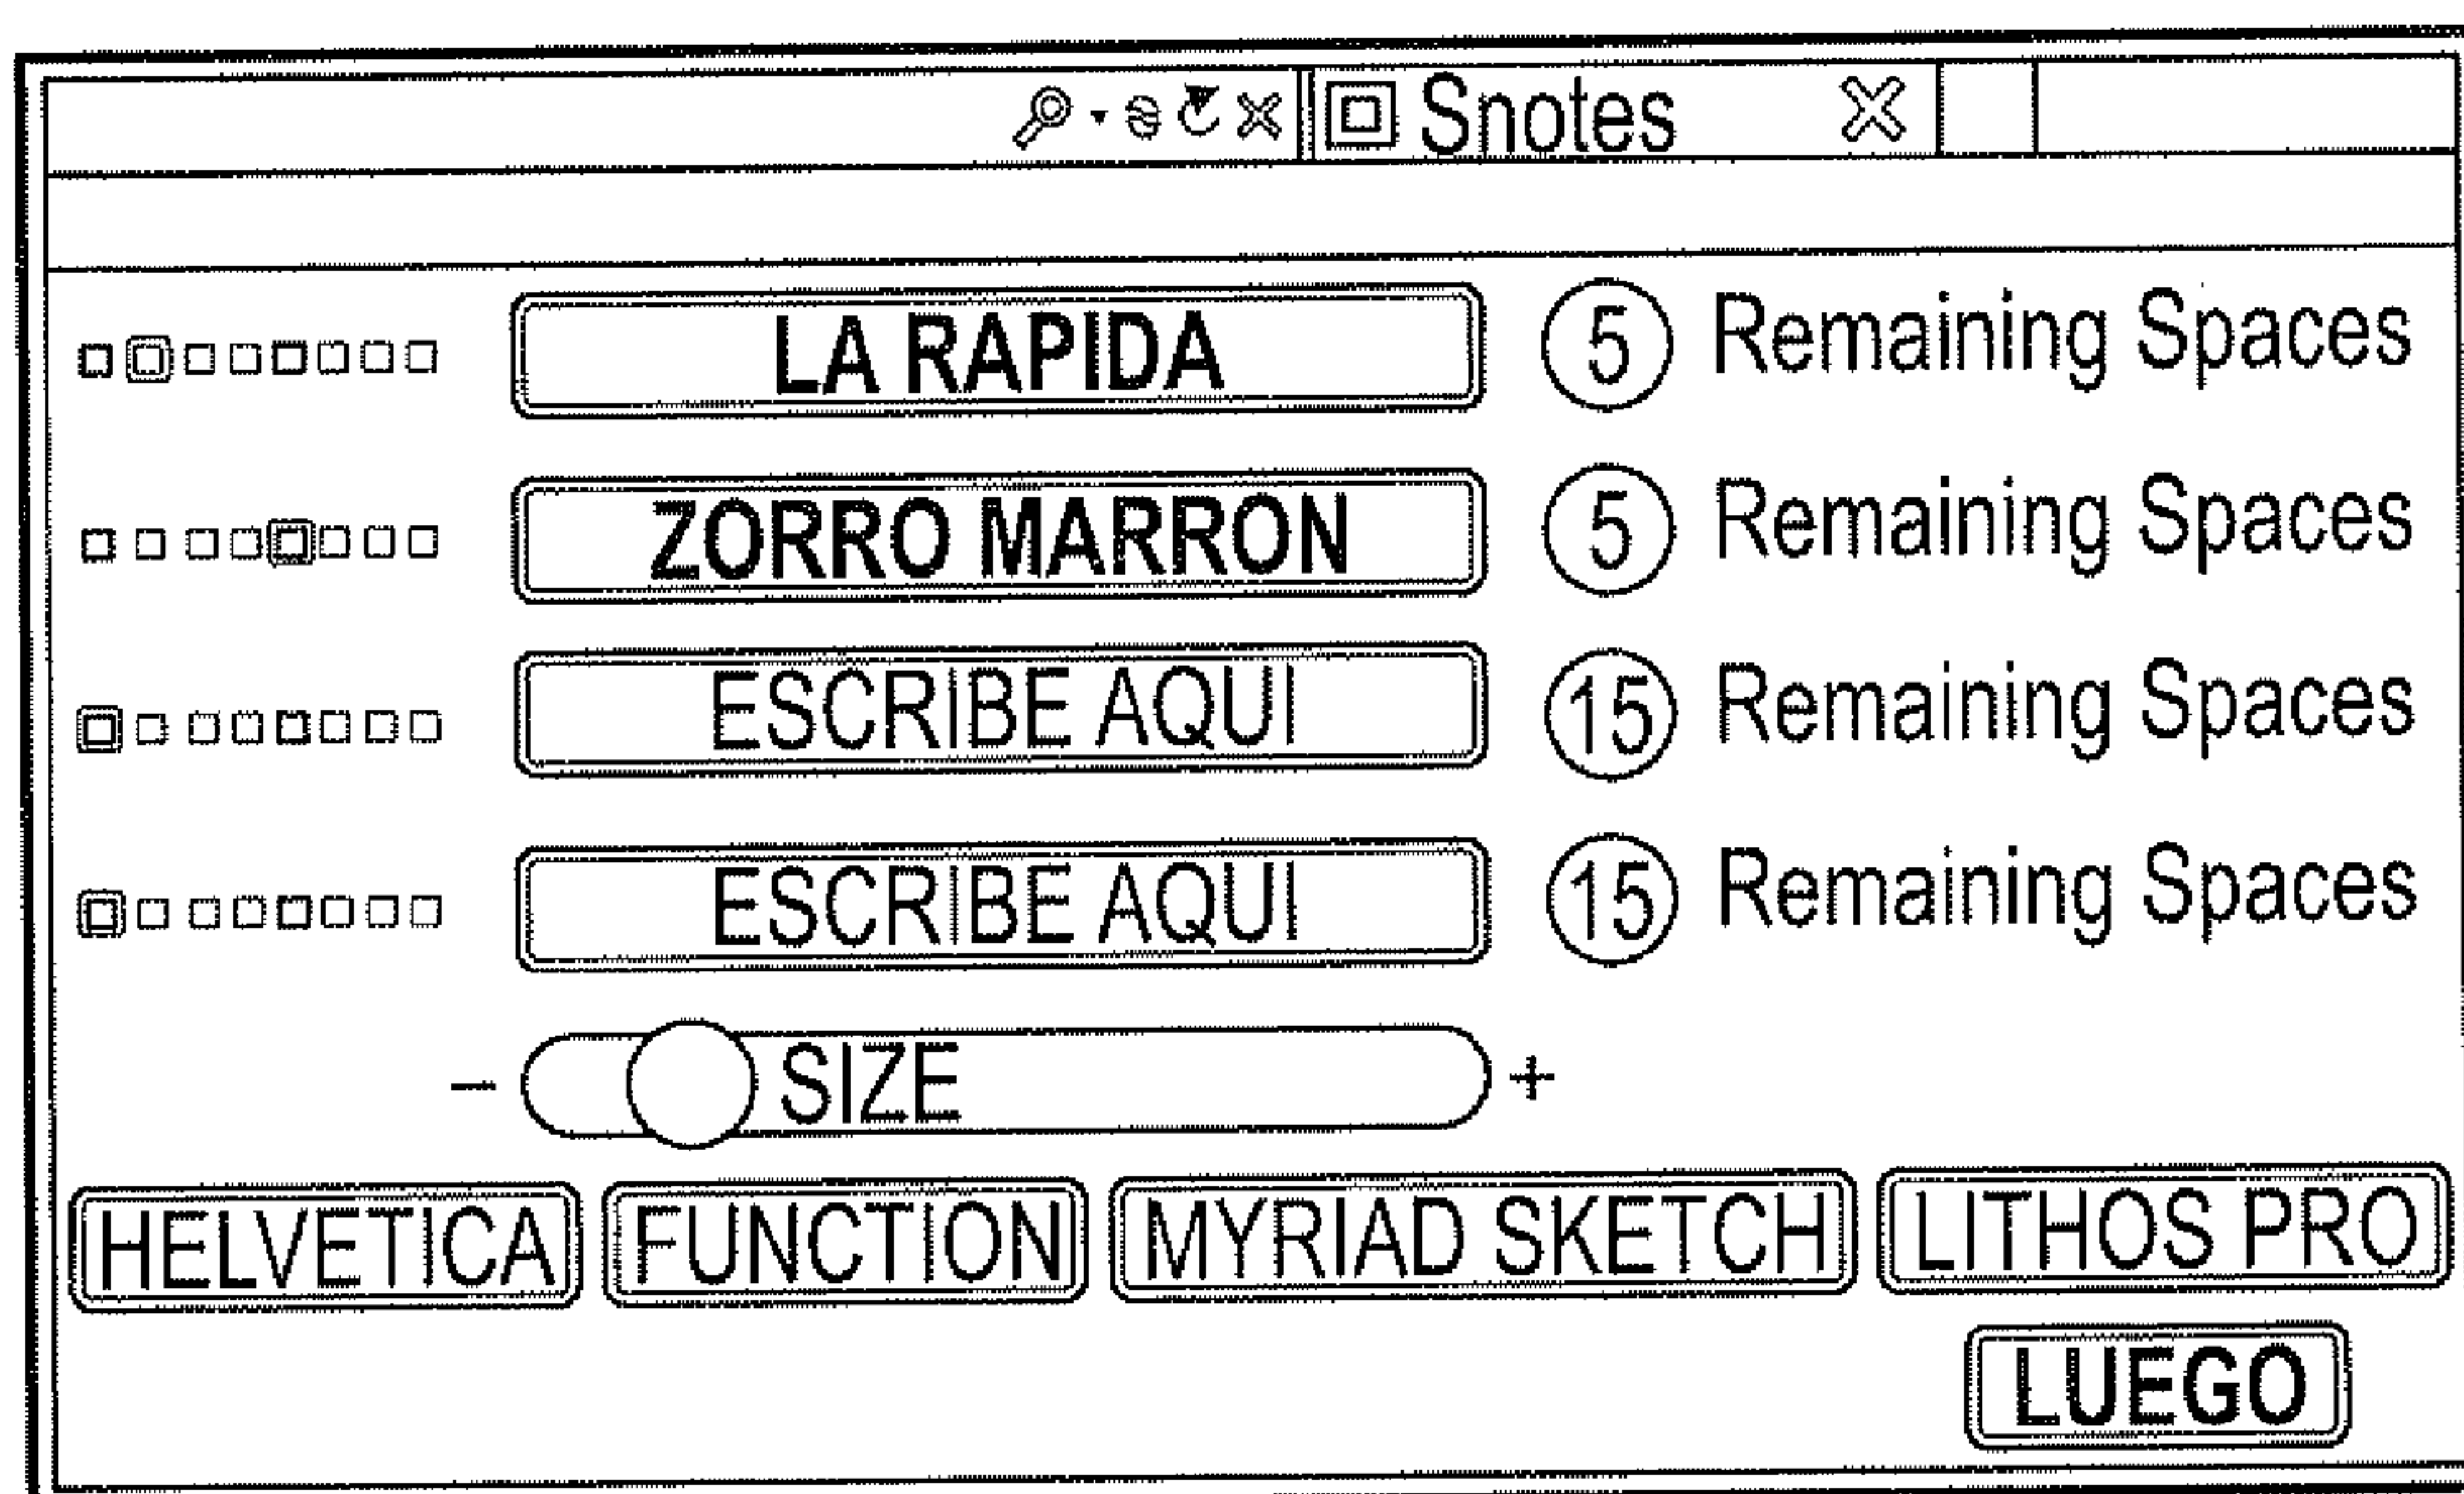 Snotes
LA RAPIDA 5 Remaining Spaces
ZORRO MARRON 5 Remaining Spaces
ESCRIBE AQUI 15 Remaining Spaces
ESCRIBE AQUI 15 Remaining Spaces
- SIZE +
HELVETICA FUNCTION MYRIAD SKETCH LITHOS PRO
LUEGO